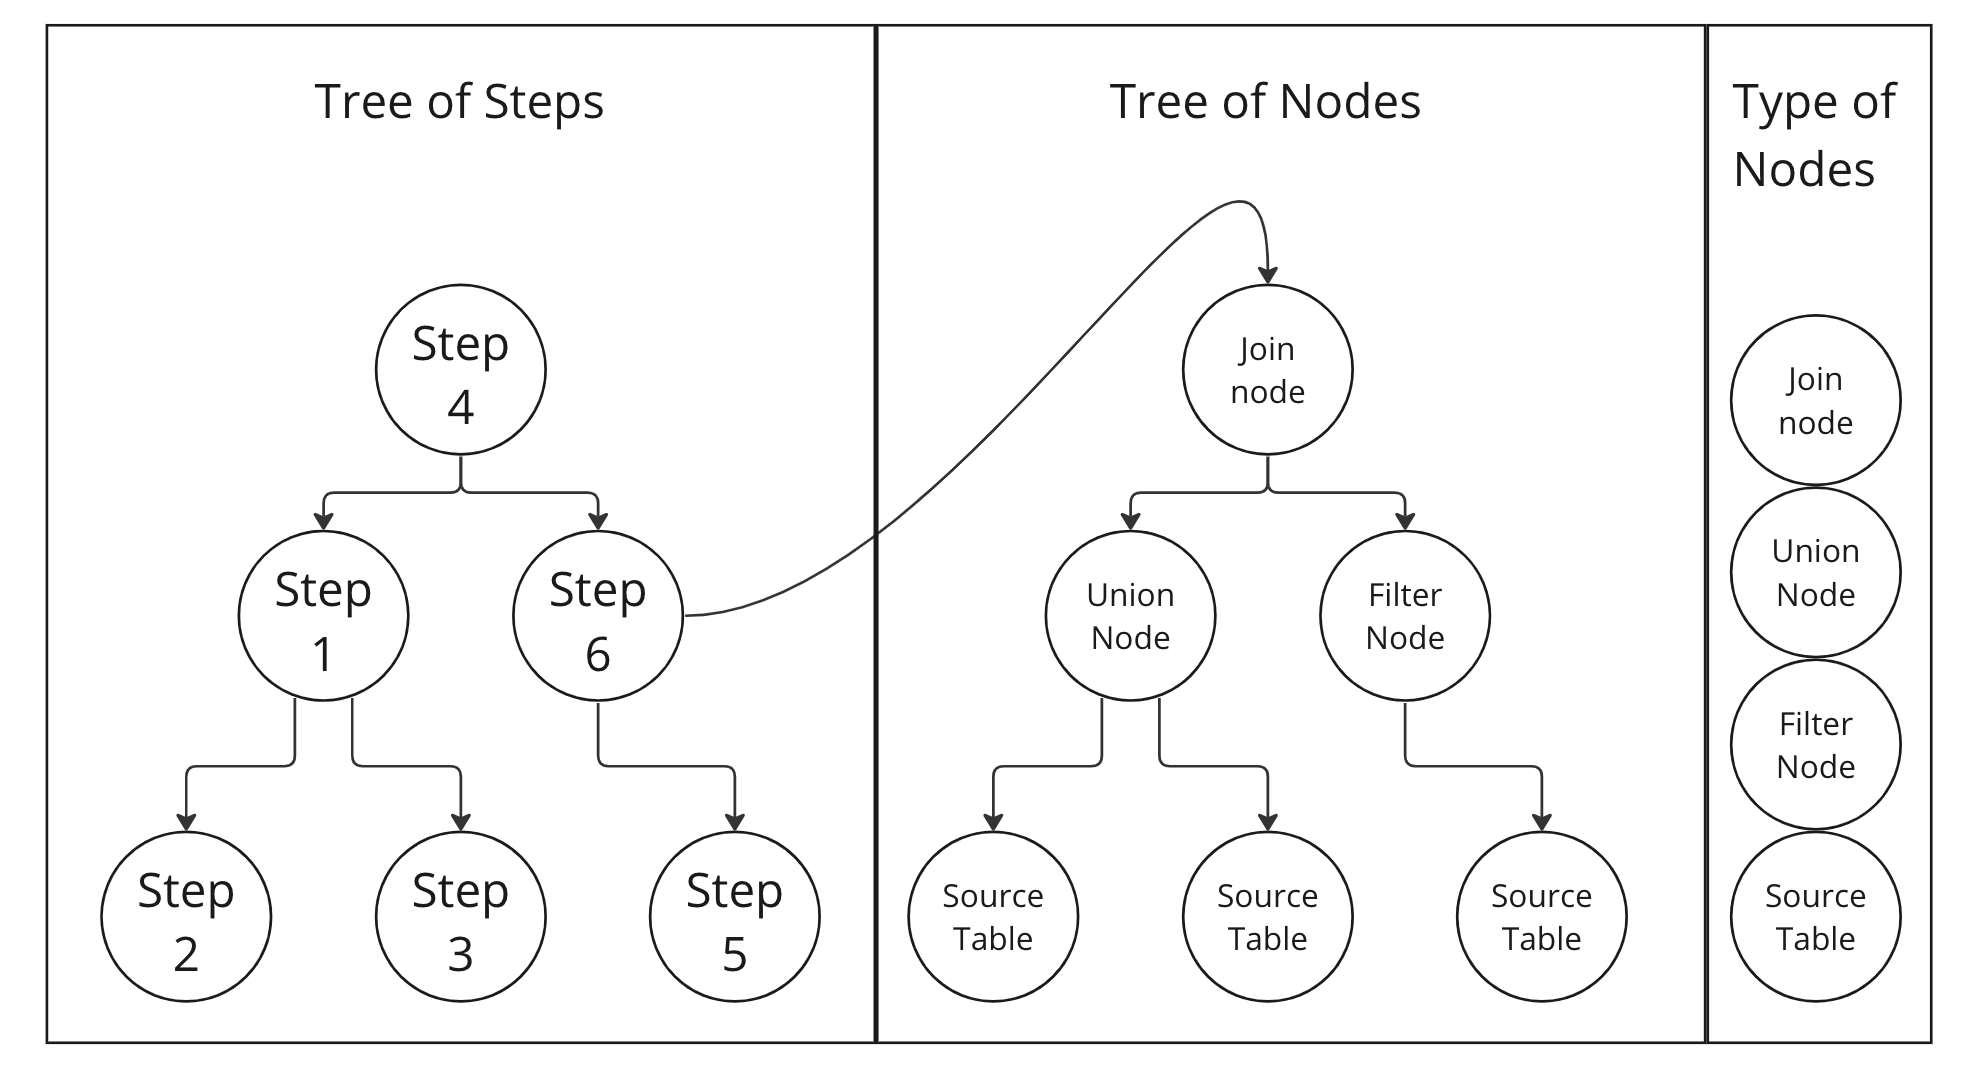 Tree of Steps
Step
4
Step
1
Step
6
Step
2
Step
3
Step
5
Tree of Nodes
Join
node
Union
Node
Filter
Node
Source
Table
Source
Table
Source
Table
Type of
Nodes
Join
node
Union
Node
Filter
Node
Source
Table